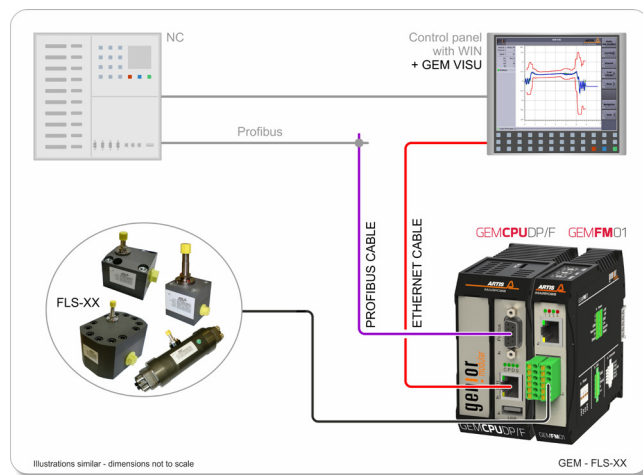 NC
Control panel
with WIN
+ GEM VISU
Profibus
PROFIBUS CABLE
ETHERNET CABLE
GEMCPUDP/F GEMFM01
FLS-XX
ARTIS
ARTIS
GEMCPUDP/F
GEMFM01
Illustrations similar - dimensions not to scale
GEM - FLS-XX